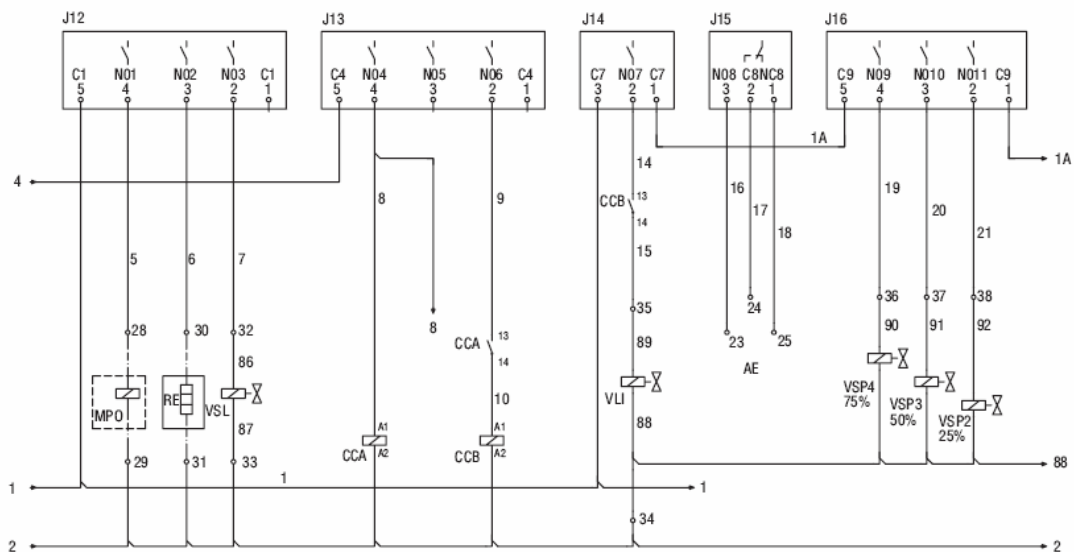 J12 J13 J14 J15 J16
C1 N01 N02 N03 C1 C4 N04 N05 N06 C4 C7 N07 C7 N08 C8 NC8 C9 N09 N010 N011 C9
5 4 3 2 1 5 4 3 2 1 3 2 1 3 2 1 5 4 3 2 1
1A
14 1A
4
16 19
8 9 CCB 13
17 20
14
18 21
15
5 6 7
24 36 37 38
35
8
28 30 32 23 25 90 91 92
CCA 13 89
86 14 AE
MPO RE VSL VLI VSP4
75%
VSP3
50%
VSP2
25%
10
87 88
A1 A1
CCA A2 CCB A2
29 31 33 88
1 1 1
34
2 2